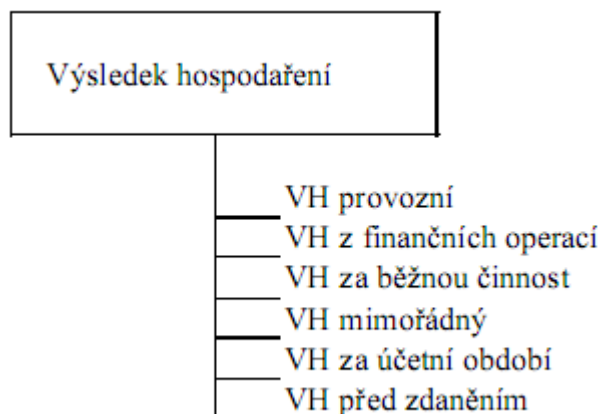 Výsledek hospodaření
VH provozní
VH z finančních operací
VH za běžnou činnost
VH mimořádný
VH za účetní období
VH před zdaněním